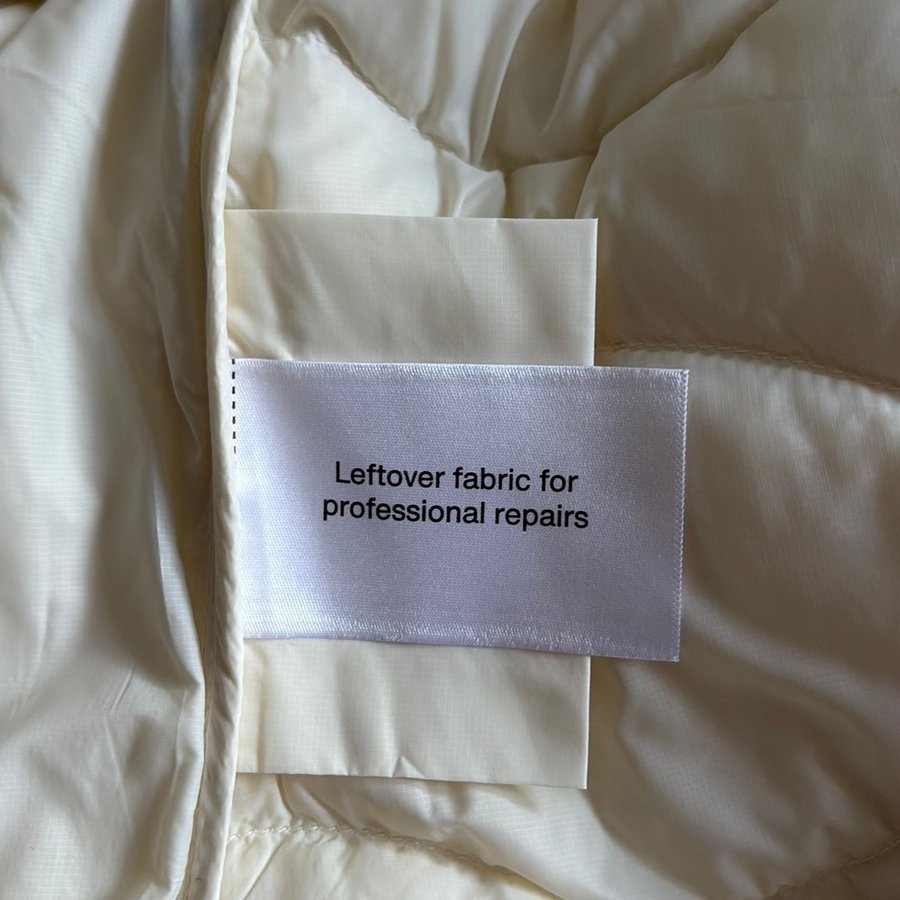 Leftover fabric for
professional repairs